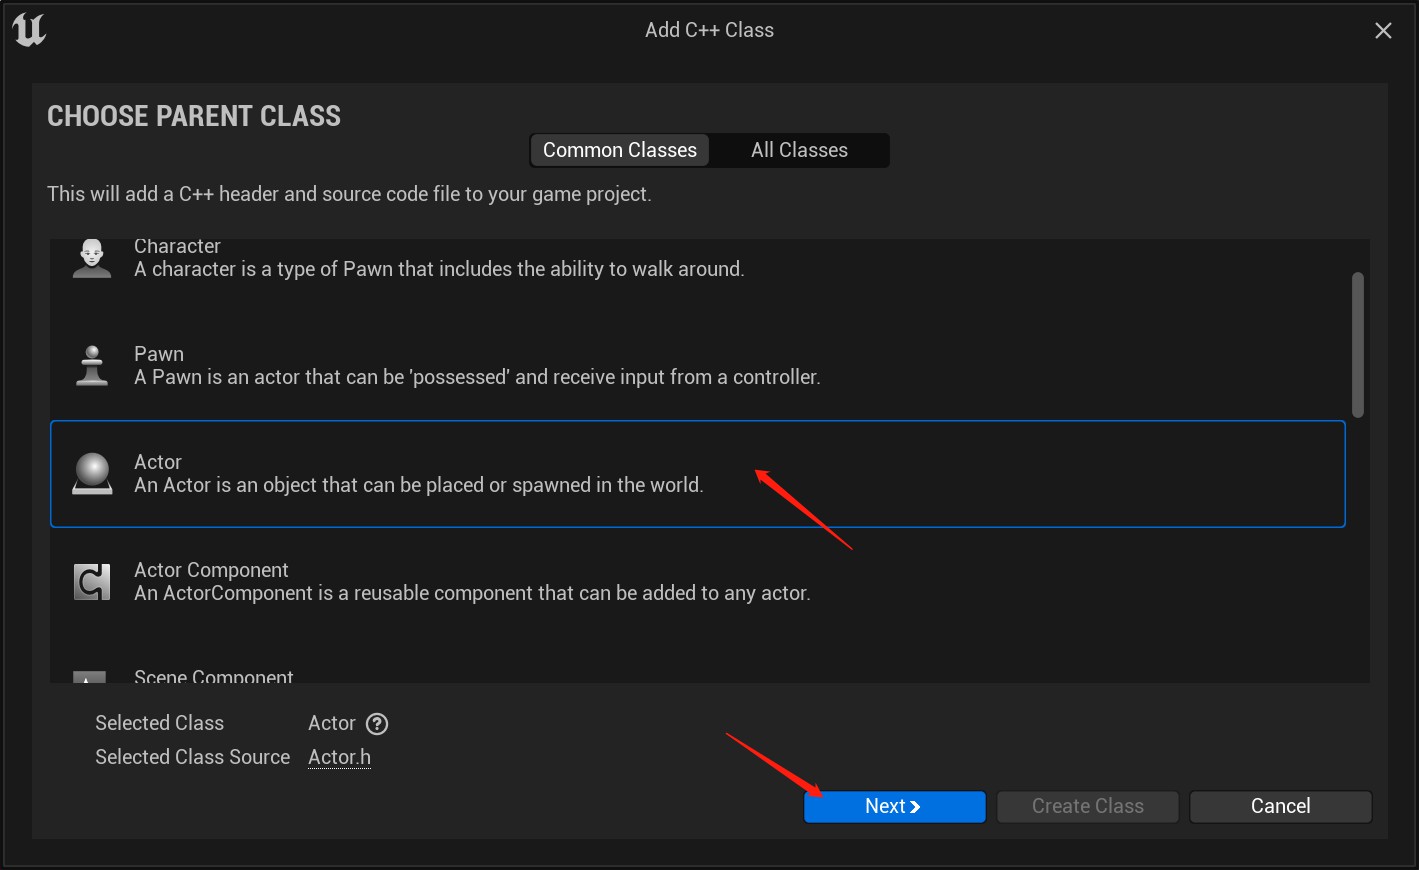 Add C++ Class
CHOOSE PARENT CLASS
Common Classes
All Classes
This will add a C++ header and source code file to your game project.
Character
A character is a type of Pawn that includes the ability to walk around.
Pawn
A Pawn is an actor that can be 'possessed' and receive input from a controller.
Actor
An Actor is an object that can be placed or spawned in the world.
Actor Component
An ActorComponent is a reusable component that can be added to any actor.
Scene Component
Selected Class Actor ?
Selected Class Source Actor.h
Next
Create Class
Cancel